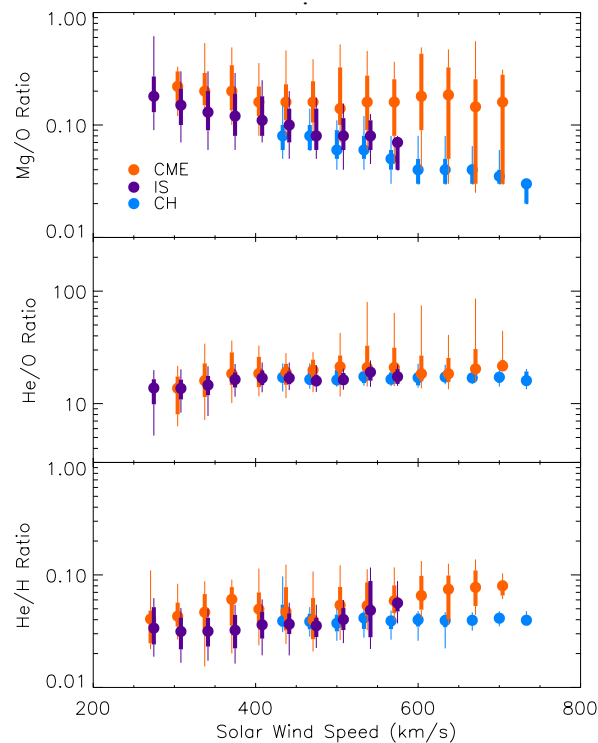 1.00
Mg/O Ratio
0.10
CME
IS
CH
0.01
100
He/O Ratio
10
1.00
He/H Ratio
0.10
0.01
200 400 600 800
Solar Wind Speed (km/s)